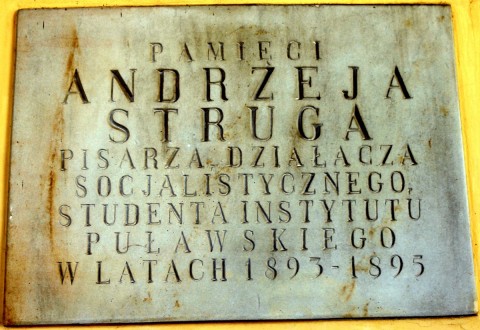 PAMIĘCI
ANDRZEJA
STRUGA
PISARZA, DZIAŁACZA
SOCJALISTYCZNEGO,
STUDENTA INSTYTUTU
PUŁAWSKIEGO
W LATACH 1893-1895